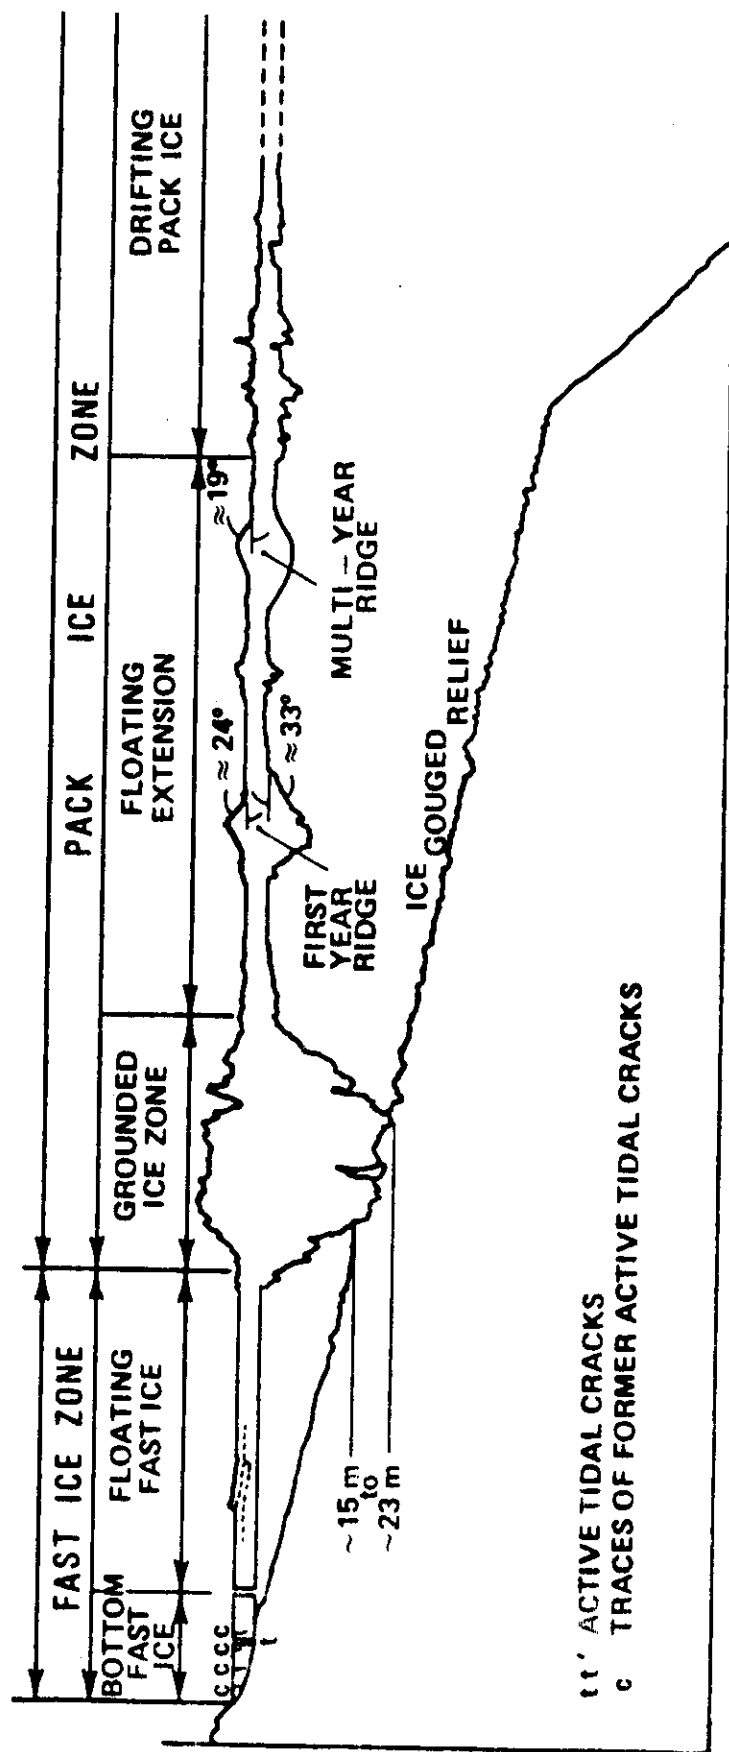 FAST ICE ZONE
PACK ICE ZONE
BOTTOM
FAST
ICE
FLOATING
FAST ICE
GROUNDED
ICE ZONE
FLOATING
EXTENSION
DRIFTING
PACK ICE
c c c c
t
≈ 24°
≈ 33°
≈ 19°
FIRST
YEAR
RIDGE
MULTI – YEAR
RIDGE
~ 15 m
to
~ 23 m
ICE GOUGED RELIEF
t t' ACTIVE TIDAL CRACKS
c TRACES OF FORMER ACTIVE TIDAL CRACKS